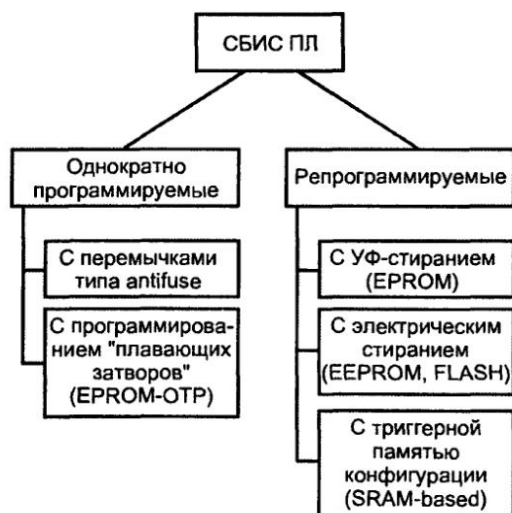 СБИС ПЛ
Однократно
программируемые
С перемычками
типа antifuse
С программирова-
нием "плавающих
затворов"
(EPROM-OTP)
Репрограммируемые
С УФ-стиранием
(EPROM)
С электрическим
стиранием
(EEPROM, FLASH)
С триггерной
памятью
конфигурации
(SRAM-based)